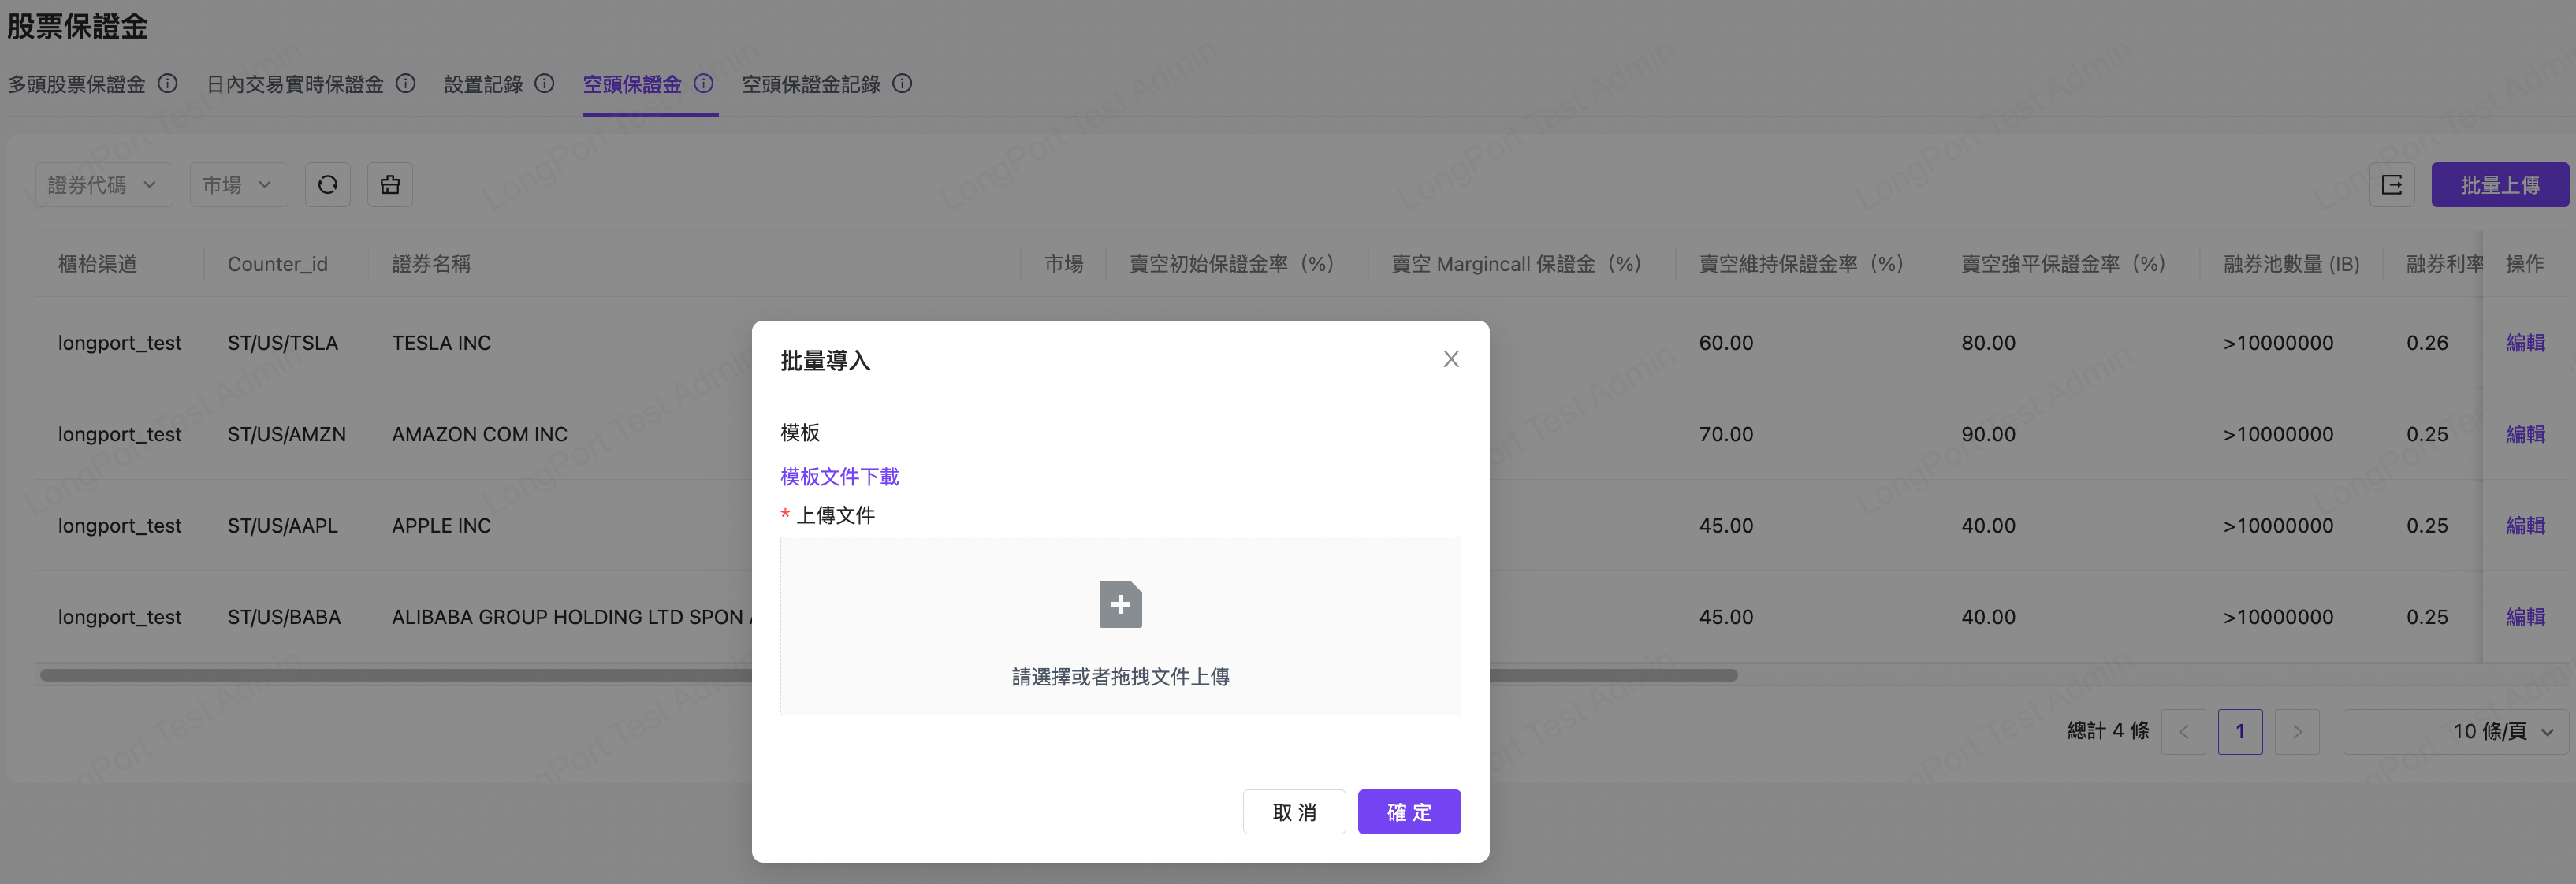 股票保證金
多頭股票保證金 日內交易實時保證金 設置記錄 空頭保證金 空頭保證金記錄
證券代碼 市場 批量上傳
櫃枱渠道 Counter_id 證券名稱 市場 賣空初始保證金率（%） 賣空 Margincall 保證金（%） 賣空維持保證金率（%） 賣空強平保證金率（%） 融券池數量 (IB) 融券利率 操作
longport_test ST/US/TSLA TESLA INC 60.00 80.00 >10000000 0.26 編輯
longport_test ST/US/AMZN AMAZON COM INC 70.00 90.00 >10000000 0.25 編輯
longport_test ST/US/AAPL APPLE INC 45.00 40.00 >10000000 0.25 編輯
longport_test ST/US/BABA ALIBABA GROUP HOLDING LTD SPON 45.00 40.00 >10000000 0.25 編輯
總計 4 條 1 10 條/頁
批量導入
模板
模板文件下載
* 上傳文件
請選擇或者拖拽文件上傳
取消 確定
LongPort Test Admin